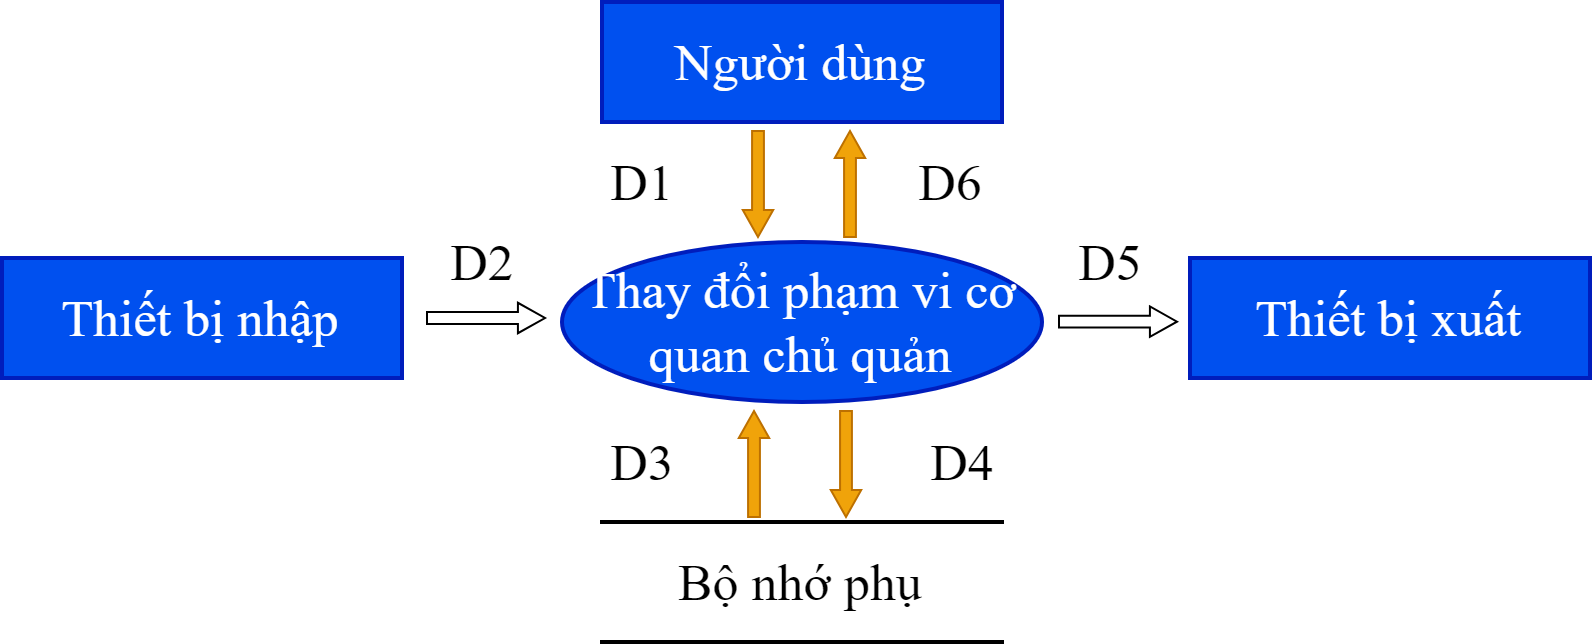 Người dùng
D1
D6
D2
D5
Thiết bị nhập
Thay đổi phạm vi cơ
quan chủ quản
Thiết bị xuất
D3
D4
Bộ nhớ phụ